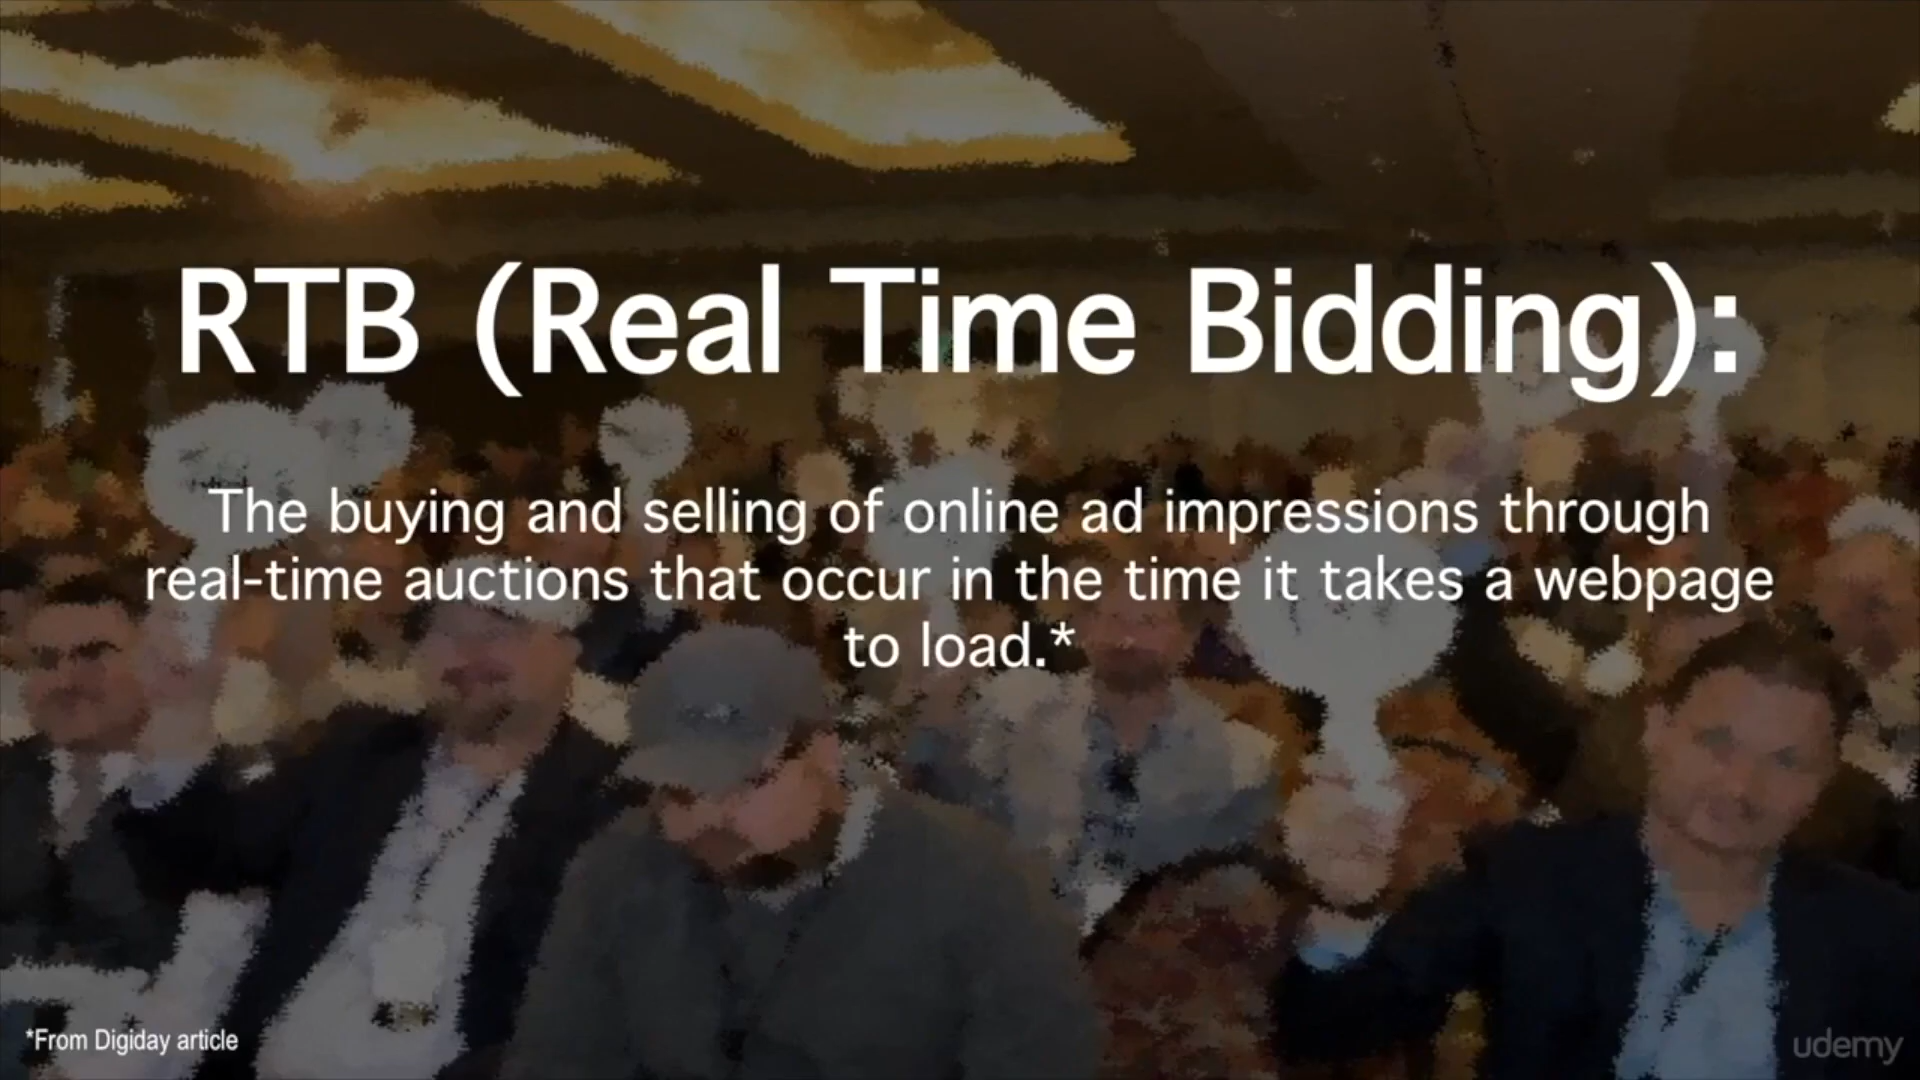 RTB (Real Time Bidding):
The buying and selling of online ad impressions through
real-time auctions that occur in the time it takes a webpage
to load.*
*From Digiday article
udemy